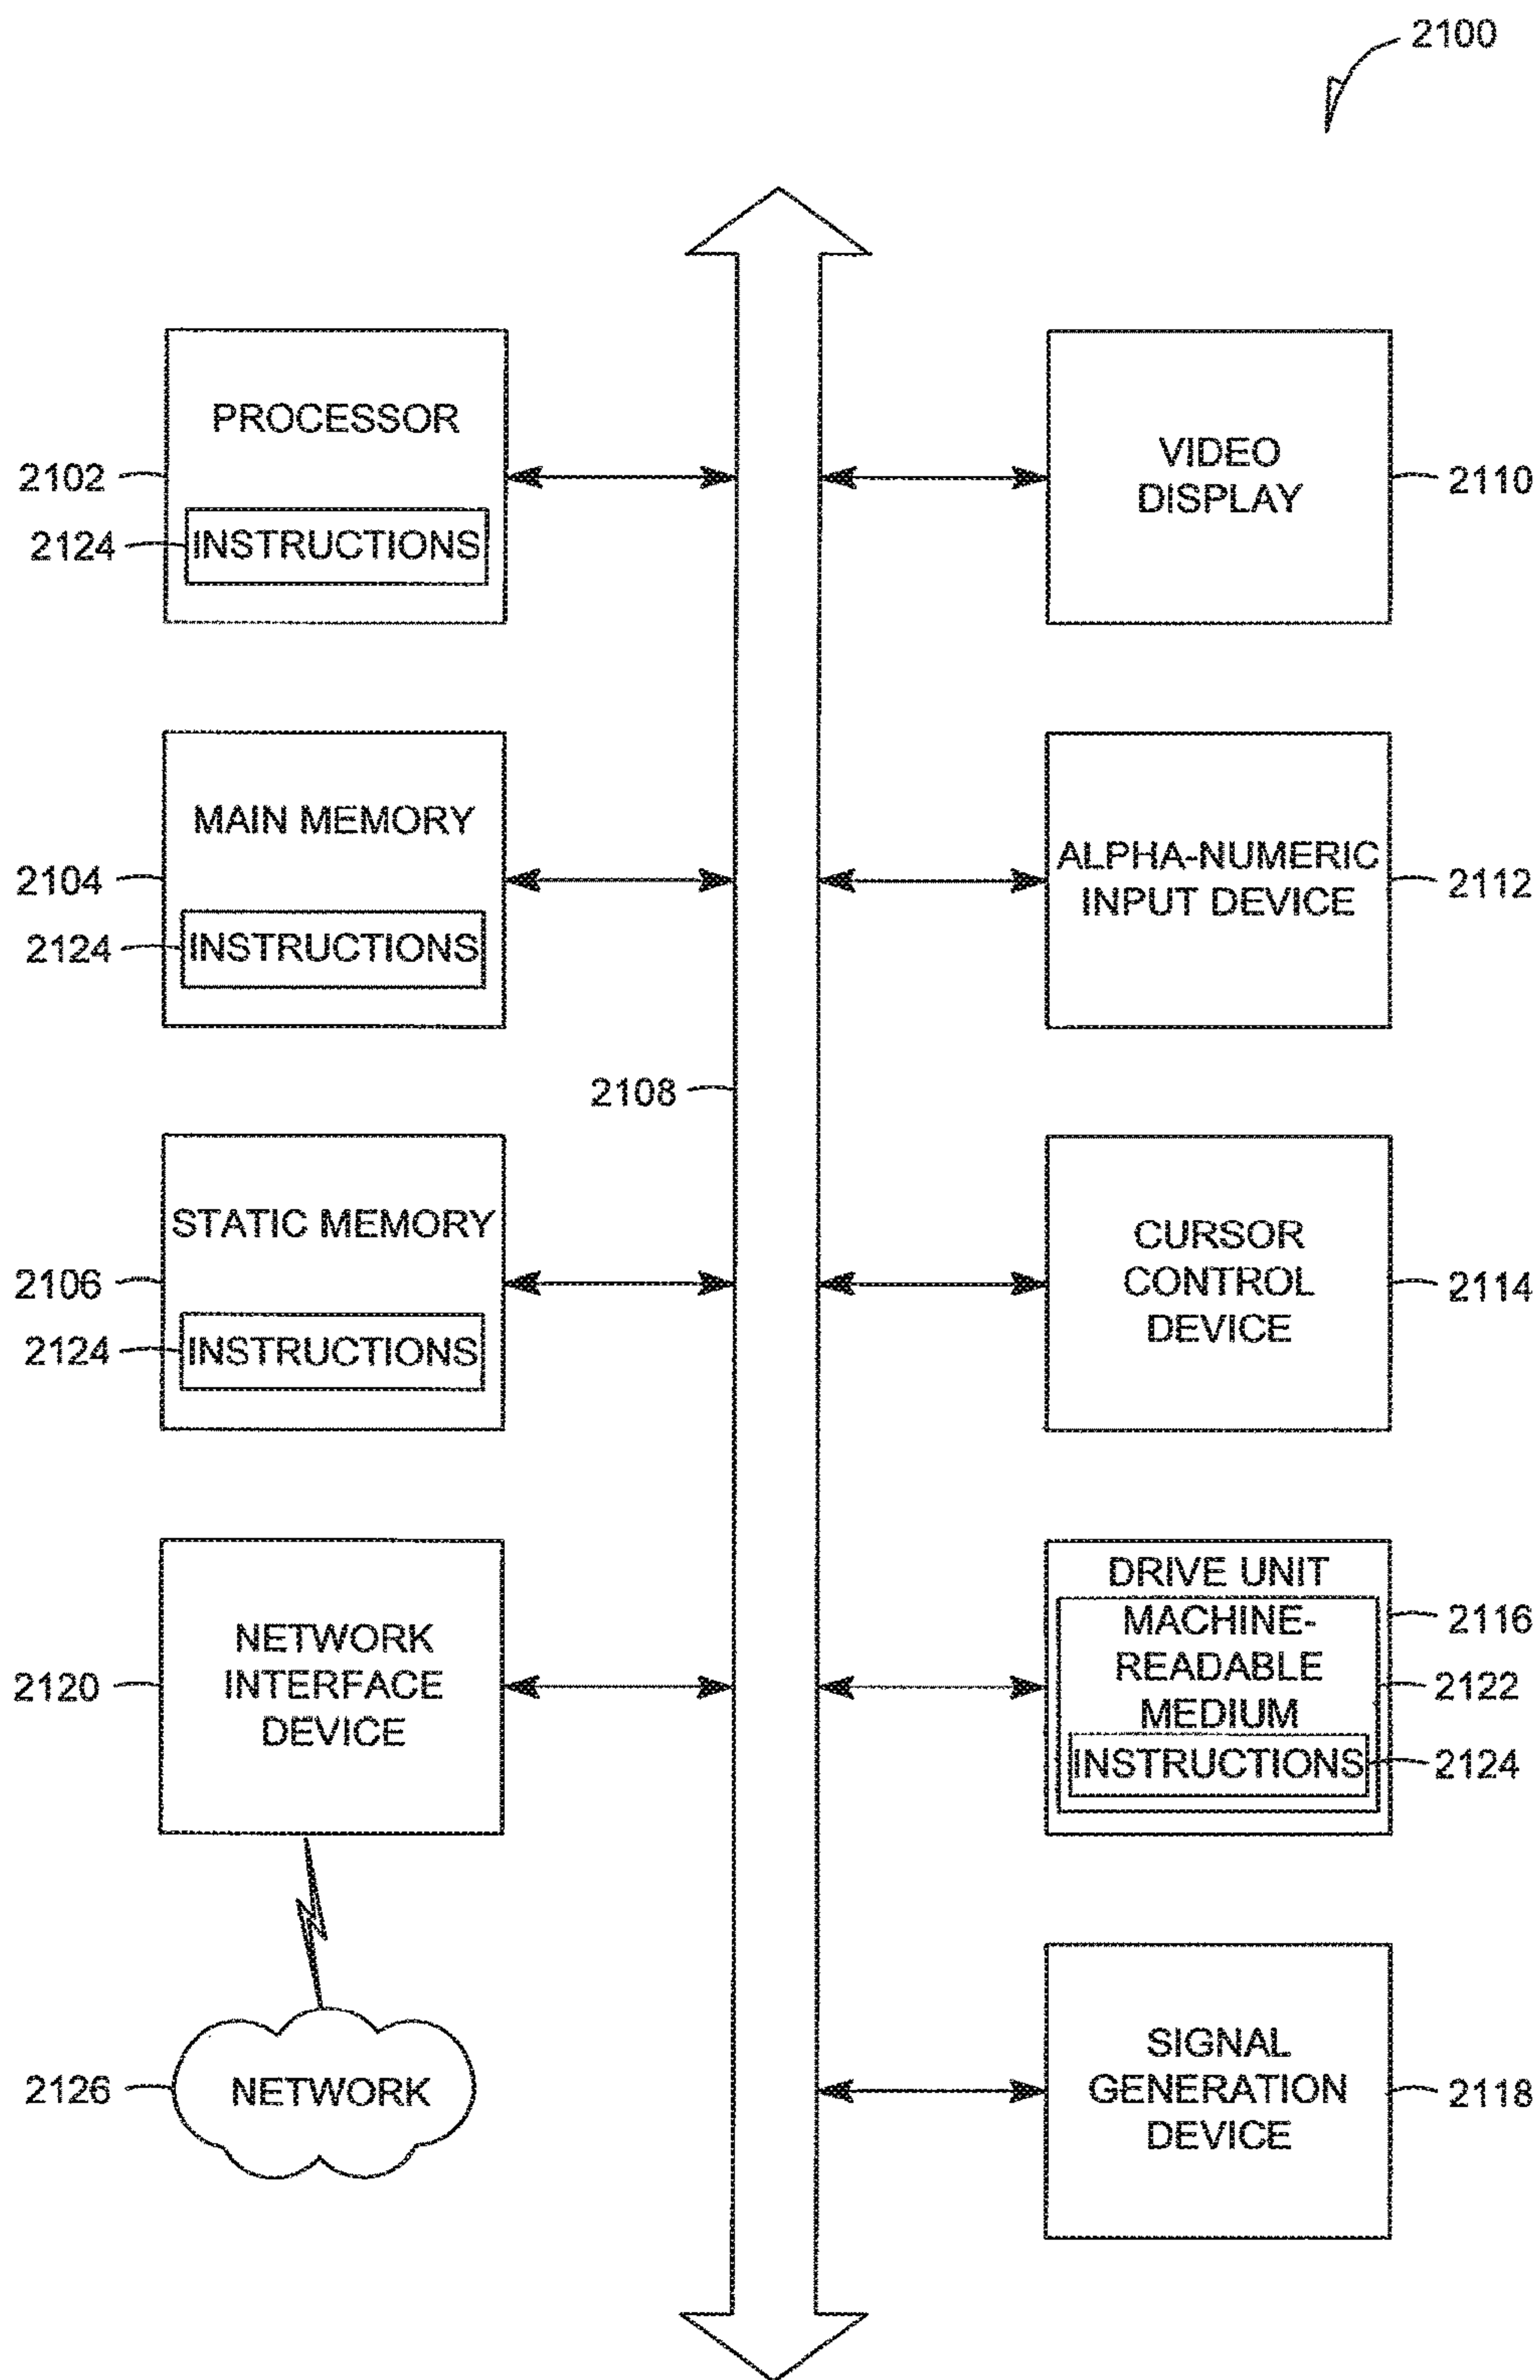 2100
PROCESSOR
2102
2124
INSTRUCTIONS
VIDEO
DISPLAY
2110
MAIN MEMORY
2104
2124
INSTRUCTIONS
ALPHA-NUMERIC
INPUT DEVICE
2112
2108
STATIC MEMORY
2106
2124
INSTRUCTIONS
CURSOR
CONTROL
DEVICE
2114
NETWORK
INTERFACE
DEVICE
2120
DRIVE UNIT
2116
MACHINE-
READABLE
MEDIUM
2122
INSTRUCTIONS
2124
2126
NETWORK
SIGNAL
GENERATION
DEVICE
2118